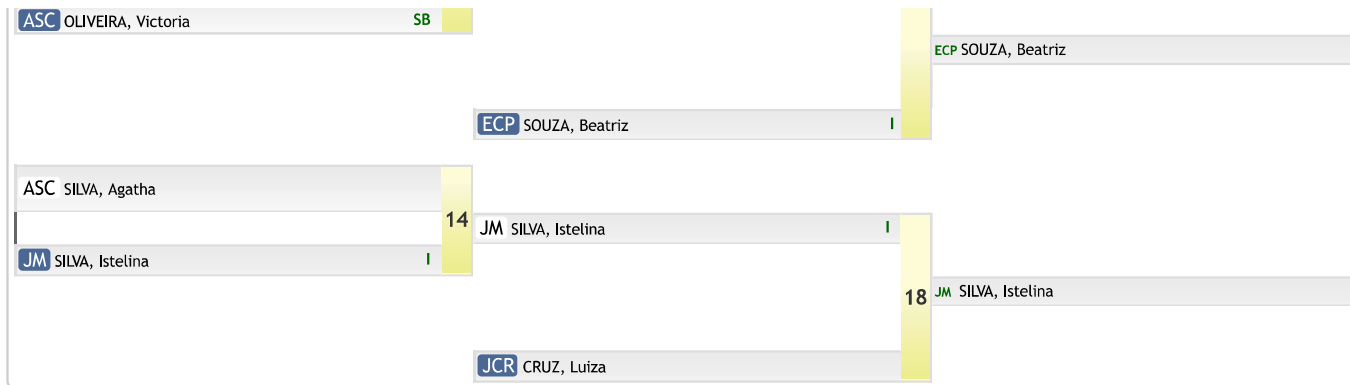 ASC OLIVEIRA, Victoria SB
ECP SOUZA, Beatriz
ECP SOUZA, Beatriz I
ASC SILVA, Agatha
14
JM SILVA, Istelina I
JM SILVA, Istelina I
18
JM SILVA, Istelina
JCR CRUZ, Luiza